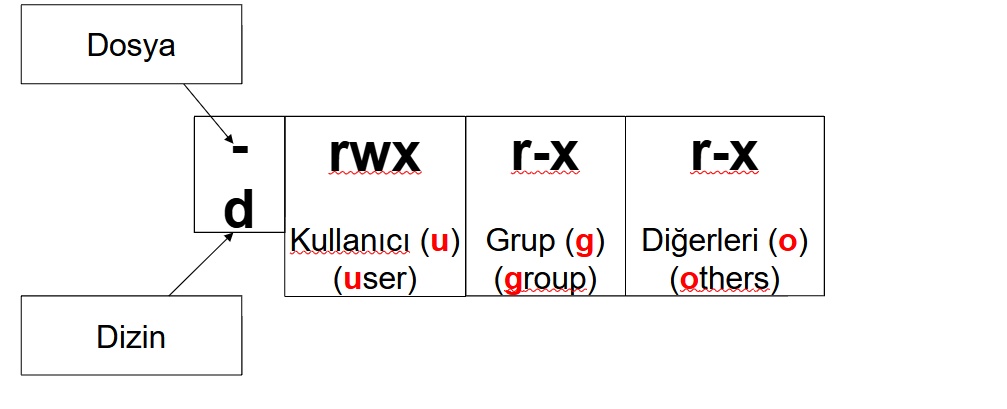 Dosya
-
d
rwx
Kullanıcı (u)
(user)
r-x
Grup (g)
(group)
r-x
Diğerleri (o)
(others)
Dizin